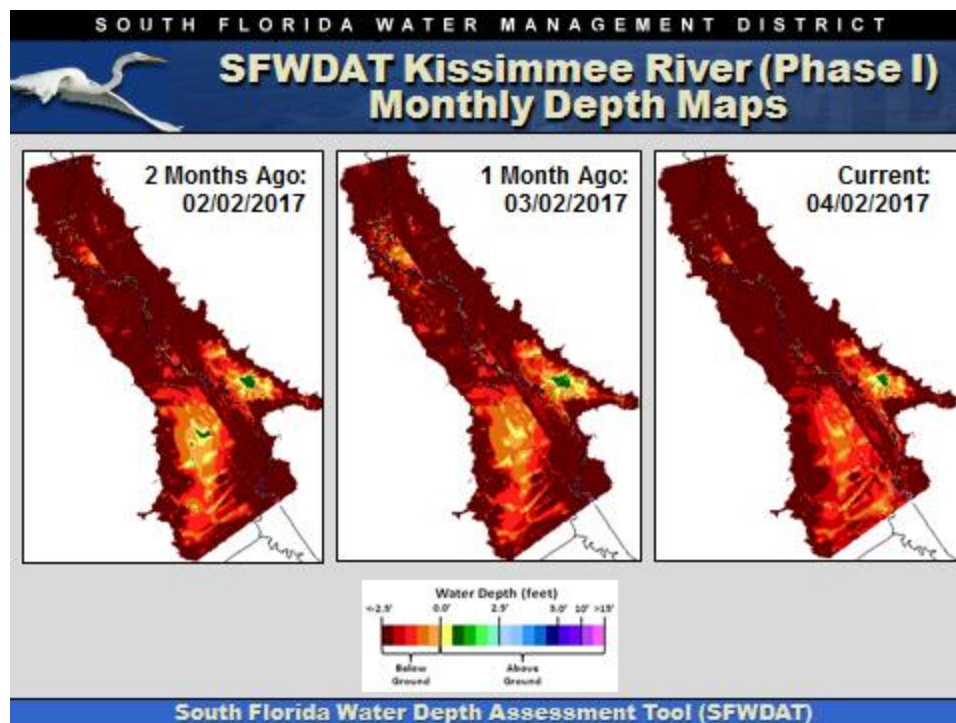 SOUTH FLORIDA WATER MANAGEMENT DISTRICT
SFWDAT Kissimmee River (Phase I)
Monthly Depth Maps
2 Months Ago:
02/02/2017
1 Month Ago:
03/02/2017
Current:
04/02/2017
Water Depth (feet)
<-2.5' 0.0' 2.5' 5.0' 10' >15'
Below
Ground
Above
Ground
South Florida Water Depth Assessment Tool (SFWDAT)